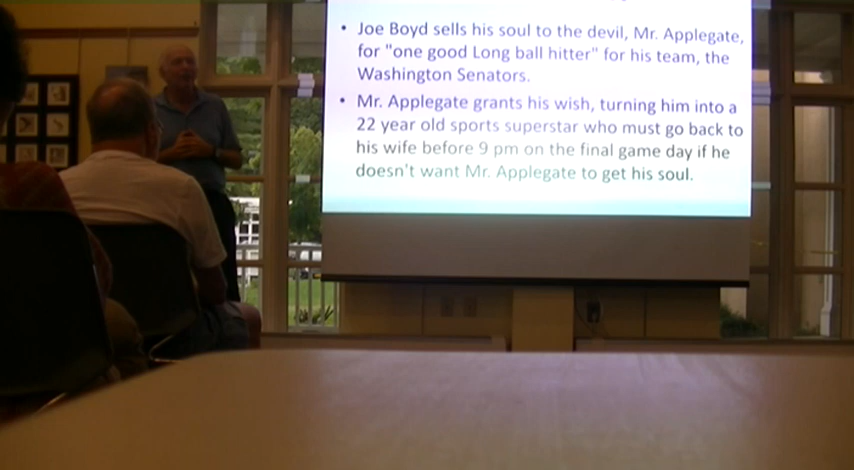 • Joe Boyd sells his soul to the devil, Mr. Applegate,
for "one good Long ball hitter" for his team, the
Washington Senators.
• Mr. Applegate grants his wish, turning him into a
22 year old sports superstar who must go back to
his wife before 9 pm on the final game day if he
doesn't want Mr. Applegate to get his soul.